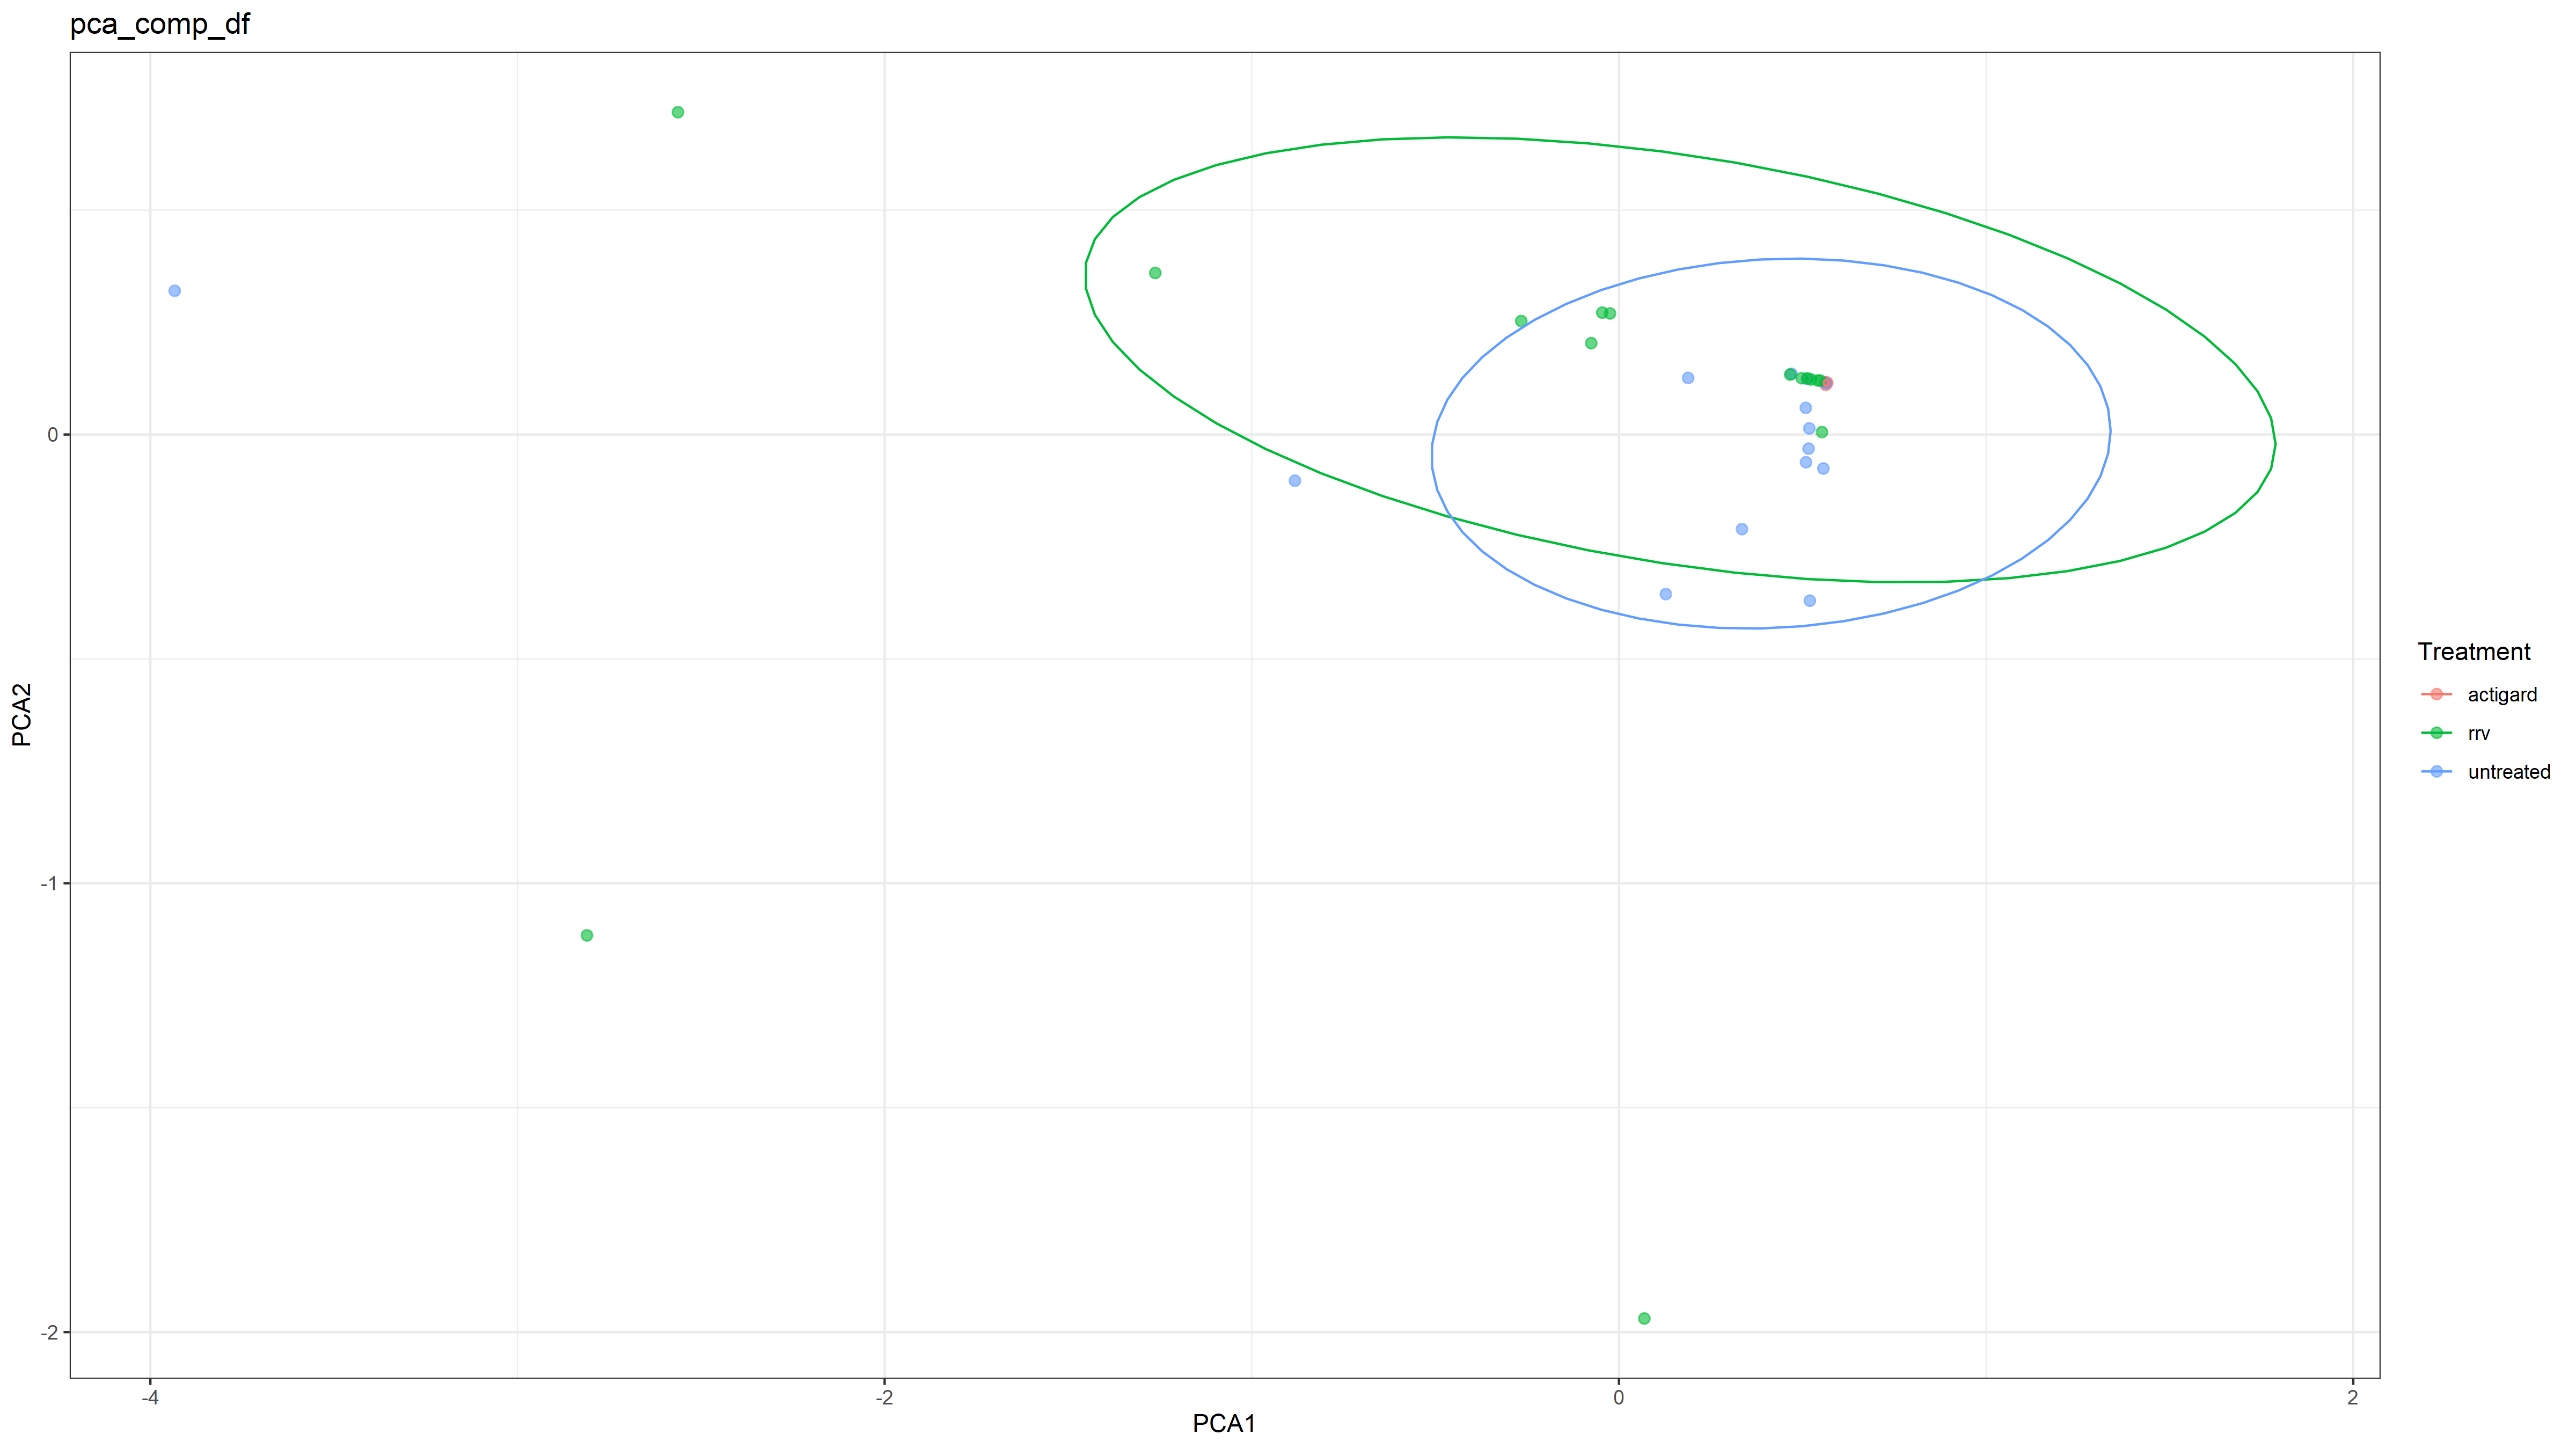 pca_comp_df
0
-1
-2
PCA2
-4
-2
0
2
PCA1
Treatment
actigard
rrv
untreated